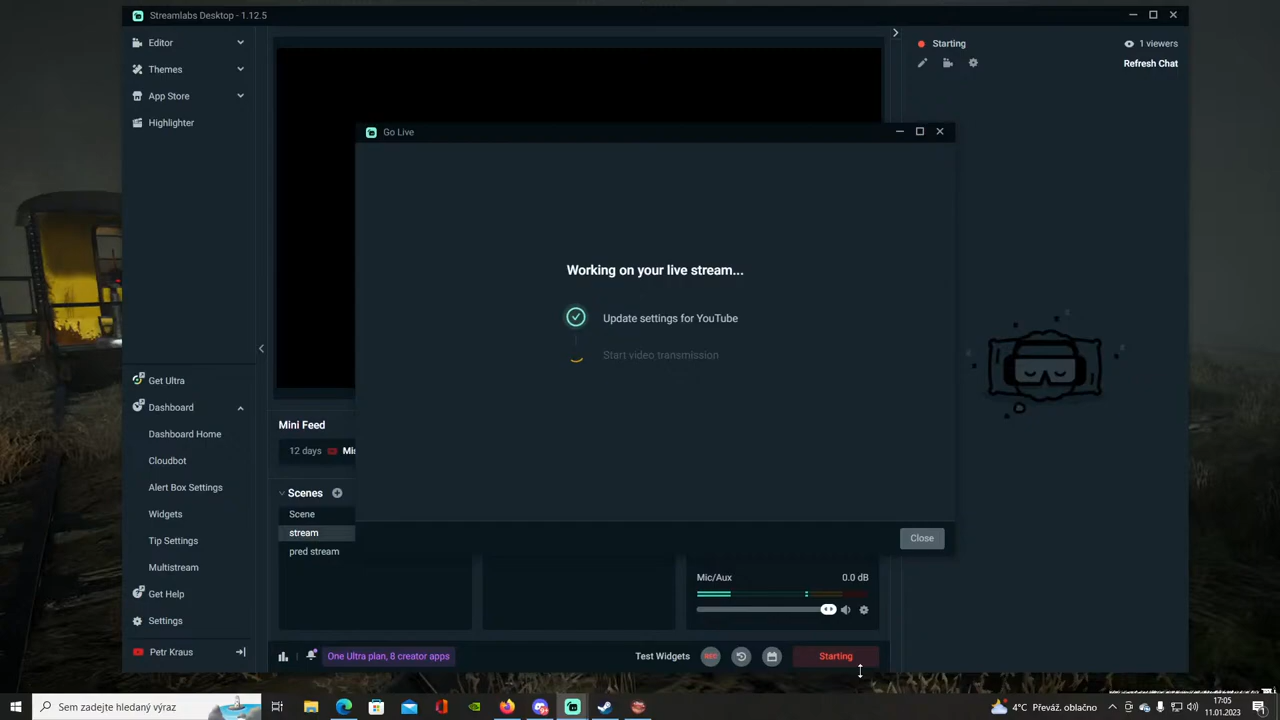 Streamlabs Desktop - 1.12.5
Editor
Themes
App Store
Highlighter
Starting
1 viewers
Refresh Chat
Go Live
Working on your live stream...
Update settings for YouTube
Start video transmission
Close
Get Ultra
Dashboard
Dashboard Home
Cloudbot
Alert Box Settings
Widgets
Tip Settings
Multistream
Get Help
Settings
Petr Kraus
Mini Feed
12 days
Scenes
Scene
stream
pred stream
Mic/Aux
0.0 dB
One Ultra plan, 8 creator apps
Test Widgets
REC
Starting
Sem zadejte hledaný výraz
4°C Převáž. oblačno
17:05
11.01.2023
1